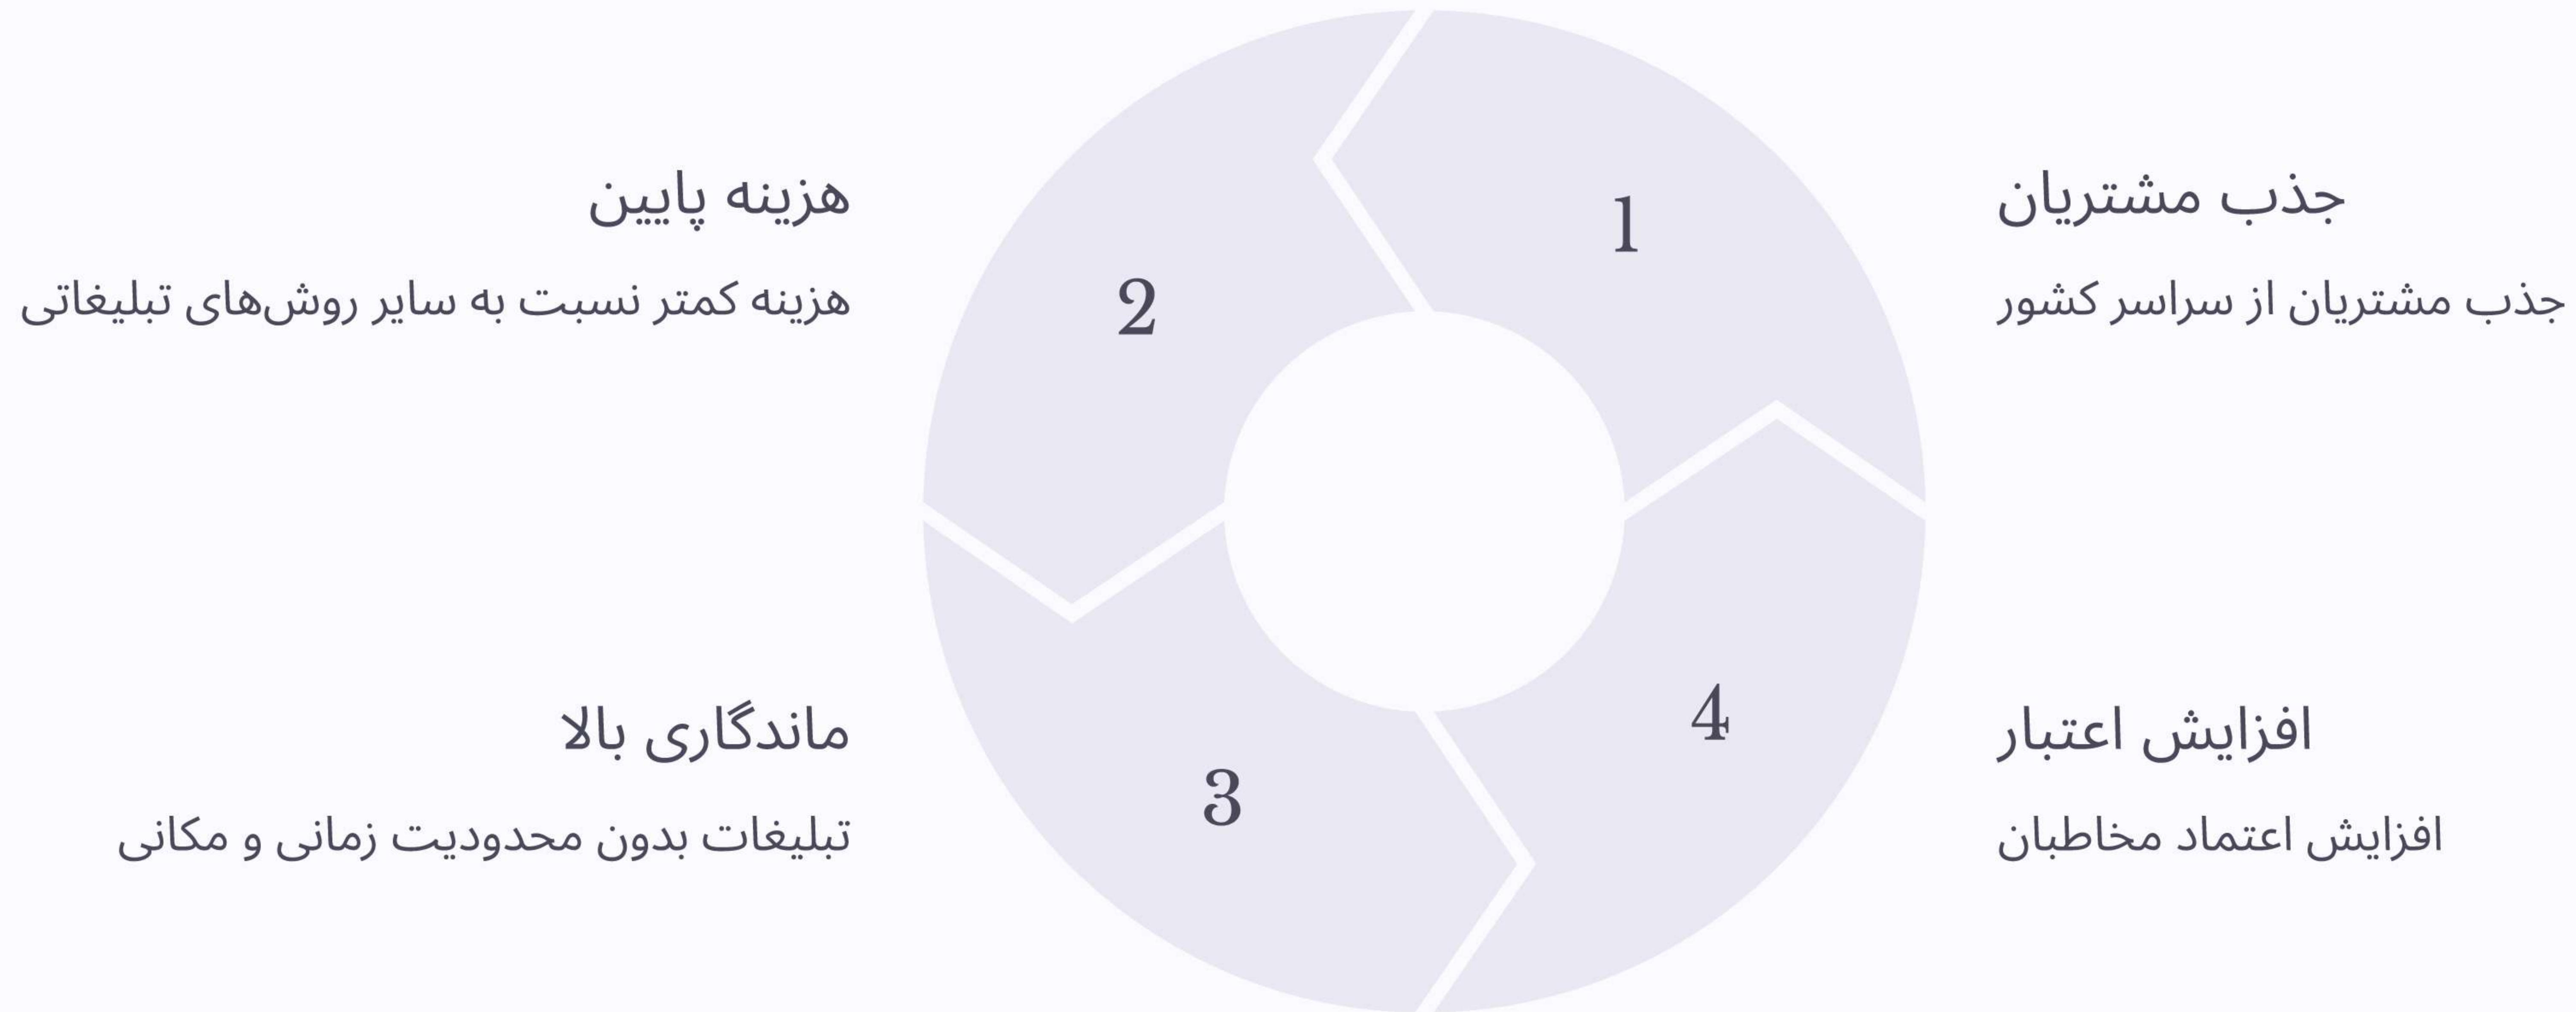 1
جذب مشتریان
جذب مشتریان از سراسر کشور
2
هزینه پایین
هزینه کمتر نسبت به سایر روش‌های تبلیغاتی
3
ماندگاری بالا
تبلیغات بدون محدودیت زمانی و مکانی
4
افزایش اعتبار
افزایش اعتماد مخاطبان